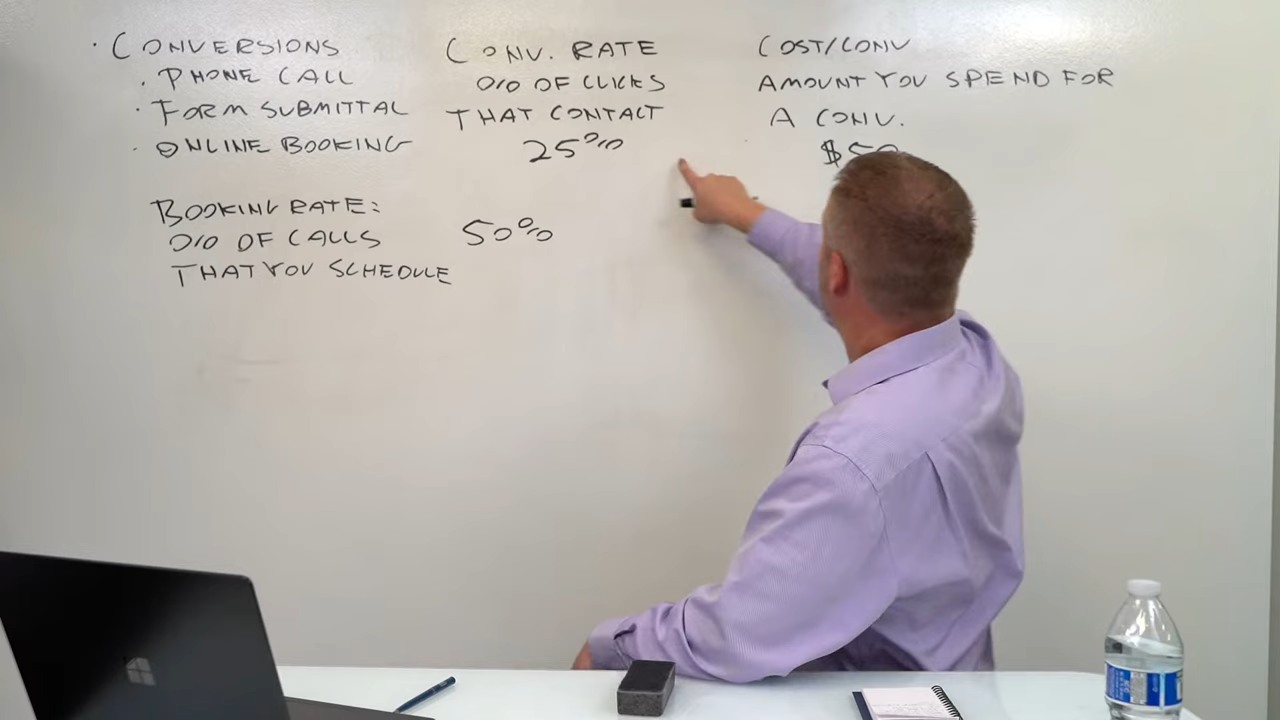 · CONVERSIONS
· PHONE CALL
· FORM SUBMITTAL
· ONLINE BOOKING
CONV. RATE
% OF CLICKS
THAT CONTACT
25%
COST/CONV
AMOUNT YOU SPEND FOR
A CONV.
$50
BOOKING RATE:
% OF CALLS
THAT YOU SCHEDULE
50%